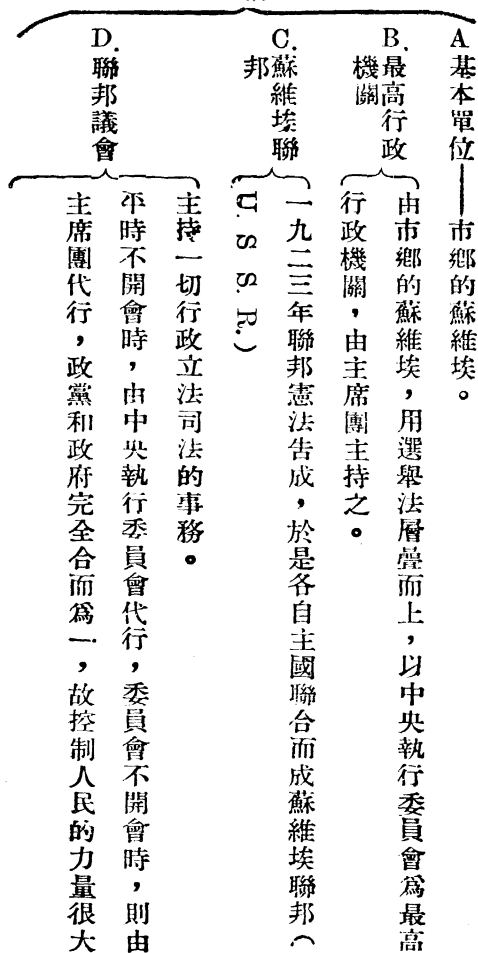 A基本單位——市鄉的蘇維埃。
B.最高行政機關
由市鄉的蘇維埃，用選舉法層疊而上，以中央執行委員會爲最高
行政機關，由主席團主持之。
C.蘇維埃聯邦
一九二三年聯邦憲法告成，於是各自主國聯合而成蘇維埃聯邦（
U. S S. R.）
D.聯邦議會
主持一切行政立法司法的事務。
平時不開會時，由中央執行委員會代行，委員會不開會時，則由
主席團代行，政黨和政府完全合而爲一，故控制人民的力量很大